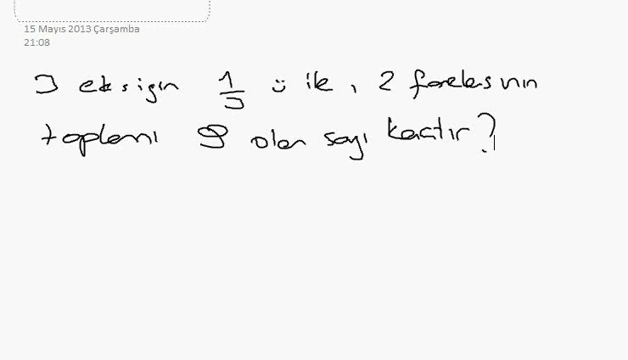 15 Mayıs 2013 Çarşamba
21:08
3 eksiğin 1/3 ü ile, 2 fazlasının
toplamı 9 olan sayı kaçtır?